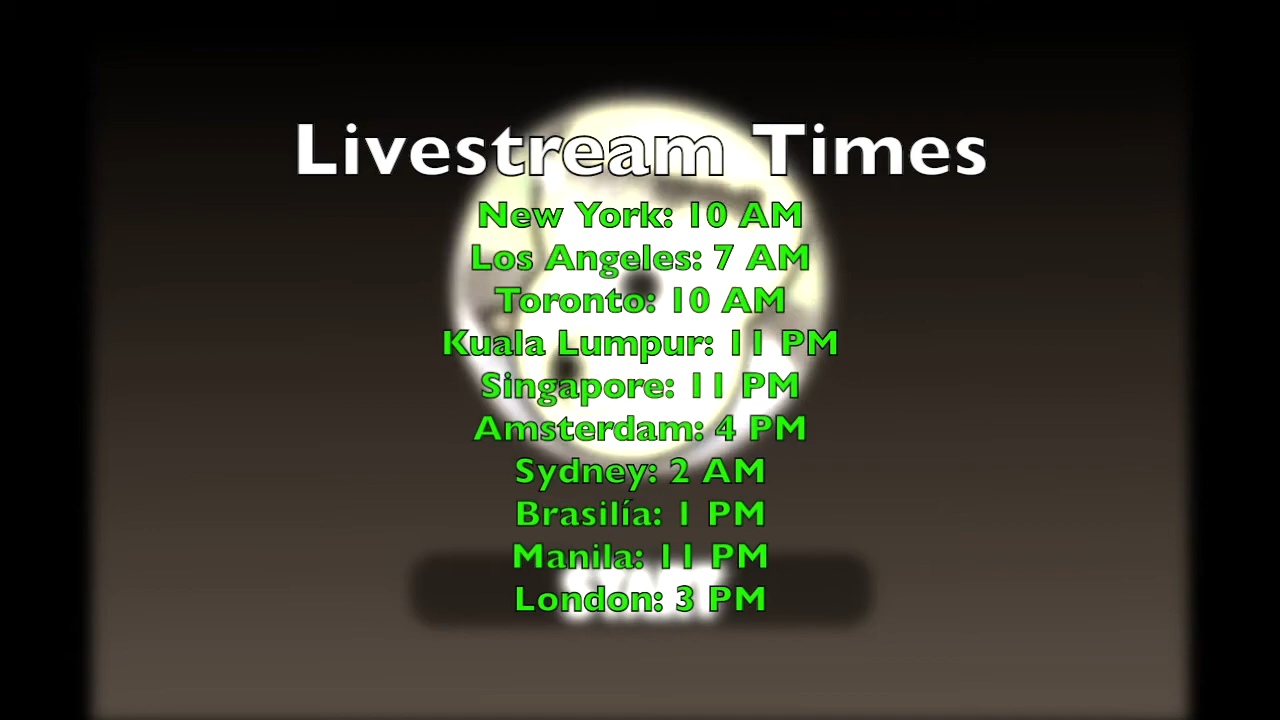 Livestream Times
New York: 10 AM
Los Angeles: 7 AM
Toronto: 10 AM
Kuala Lumpur: 11 PM
Singapore: 11 PM
Amsterdam: 4 PM
Sydney: 2 AM
Brasilía: 1 PM
Manila: 11 PM
London: 3 PM